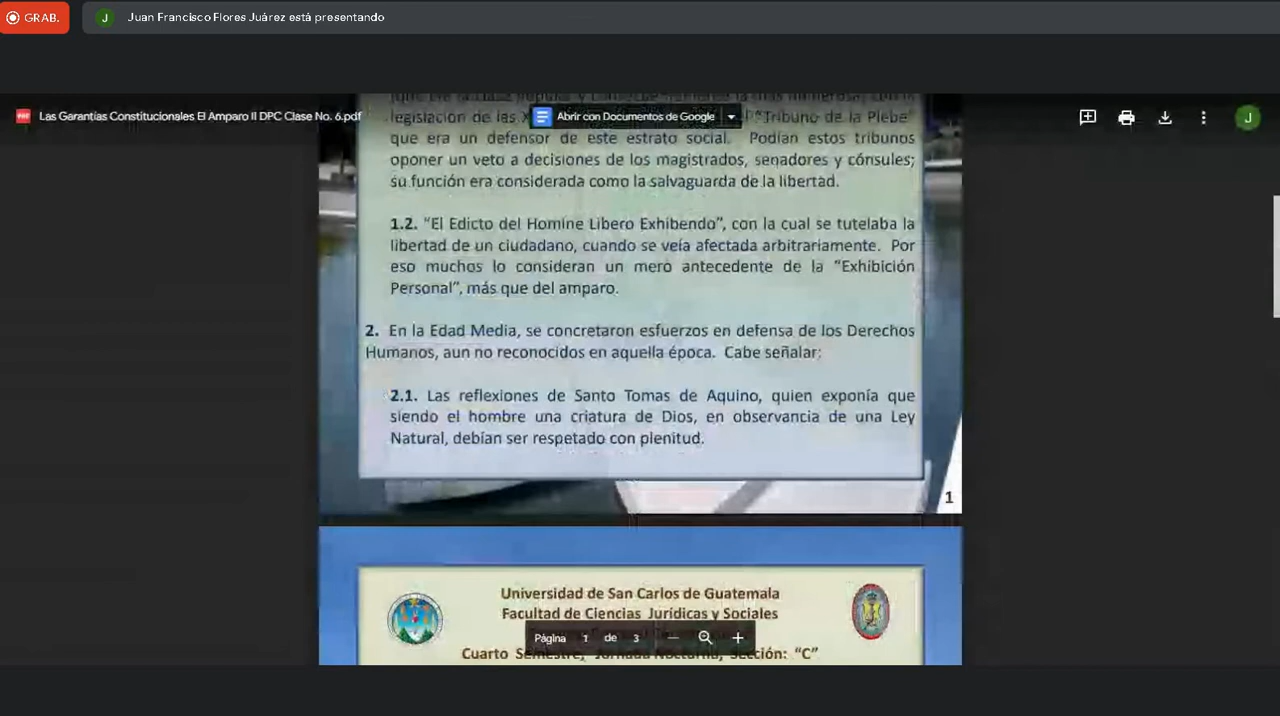 GRAB.
J
Juan Francisco Flores Juárez está presentando
Las Garantías Constitucionales El Amparo II DPC Clase No. 6.pdf
Abrir con Documentos de Google
J
legislación de las "Tribuno de la Plebe"
que era un defensor de este estrato social. Podían estos tribunos
oponer un veto a decisiones de los magistrados, senadores y cónsules;
su función era considerada como la salvaguarda de la libertad.
1.2. “El Edicto del Homine Libero Exhibendo”, con la cual se tutelaba la
libertad de un ciudadano, cuando se veía afectada arbitrariamente. Por
eso muchos lo consideran un mero antecedente de la “Exhibición
Personal”, más que del amparo.
2. En la Edad Media, se concretaron esfuerzos en defensa de los Derechos
Humanos, aun no reconocidos en aquella época. Cabe señalar:
2.1. Las reflexiones de Santo Tomas de Aquino, quien exponía que
siendo el hombre una criatura de Dios, en observancia de una Ley
Natural, debían ser respetado con plenitud.
1
Universidad de San Carlos de Guatemala
Facultad de Ciencias Jurídicas y Sociales
Página 1 de 3
Cuarto Semestre, Jornada Nocturna, Sección: “C”